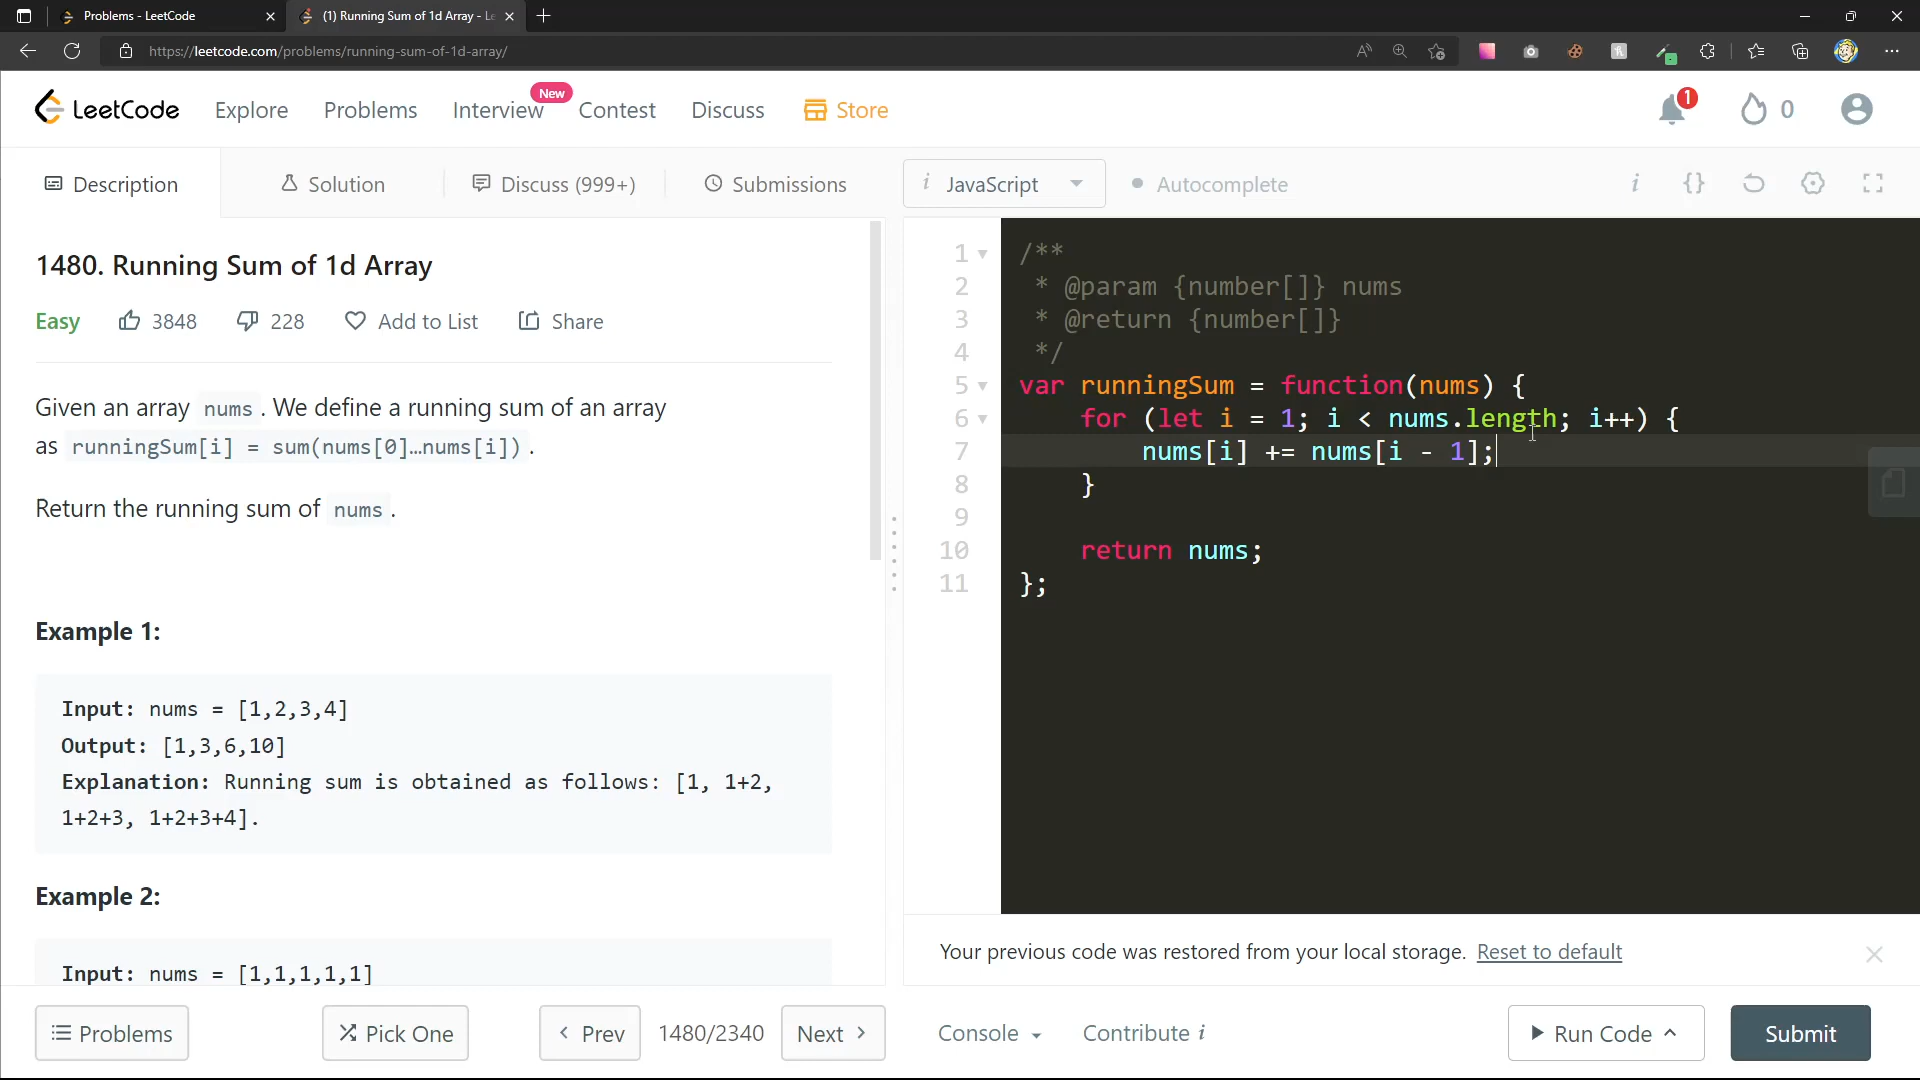 Problems - LeetCode
(1) Running Sum of 1d Array - Le
https://leetcode.com/problems/running-sum-of-1d-array/
LeetCode
Explore
Problems
Interview
New
Contest
Discuss
Store
1
0
Description
Solution
Discuss (999+)
Submissions
i JavaScript
Autocomplete
i
{}
1480. Running Sum of 1d Array
Easy
3848
228
Add to List
Share
Given an array nums. We define a running sum of an array
as runningSum[i] = sum(nums[0]…nums[i]).
Return the running sum of nums.
Example 1:
Input: nums = [1,2,3,4]
Output: [1,3,6,10]
Explanation: Running sum is obtained as follows: [1, 1+2,
1+2+3, 1+2+3+4].
Example 2:
Input: nums = [1,1,1,1,1]
1 /**
2 * @param {number[]} nums
3 * @return {number[]}
4 */
5 var runningSum = function(nums) {
6 for (let i = 1; i < nums.length; i++) {
7 nums[i] += nums[i - 1];
8 }
9
10 return nums;
11 };
Your previous code was restored from your local storage. Reset to default
Problems
Pick One
Prev
1480/2340
Next
Console
Contribute i
Run Code
Submit